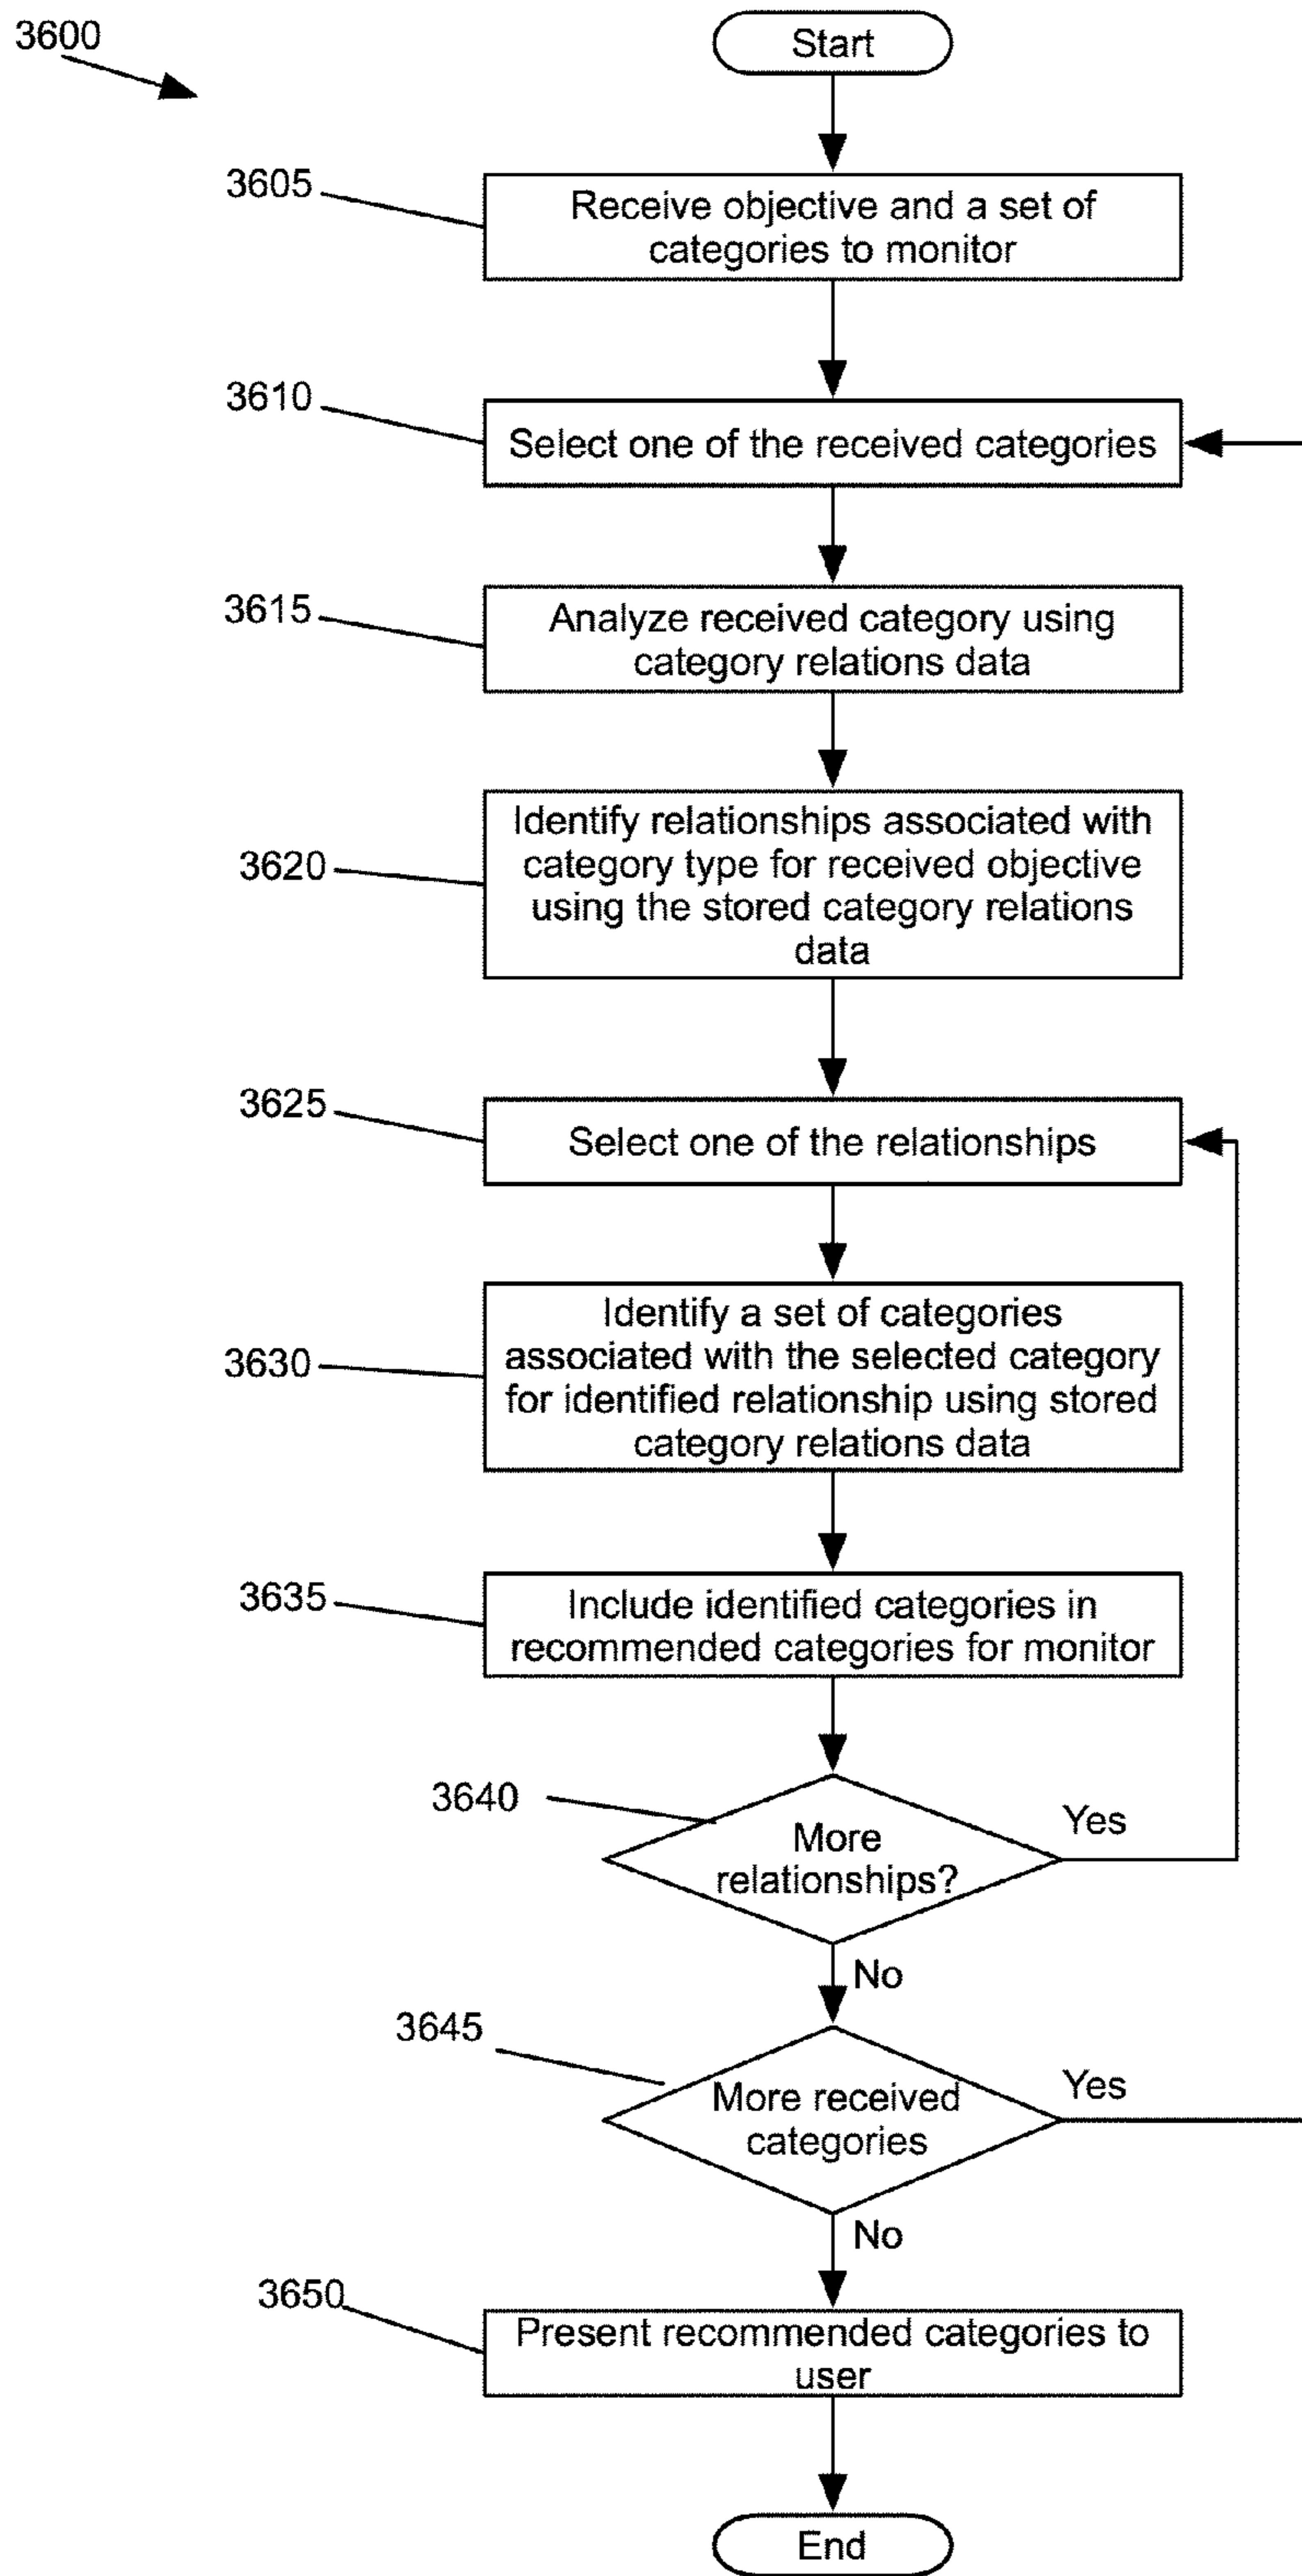 3600
Start
3605
Receive objective and a set of
categories to monitor
3610
Select one of the received categories
3615
Analyze received category using
category relations data
3620
Identify relationships associated with
category type for received objective
using the stored category relations
data
3625
Select one of the relationships
3630
Identify a set of categories
associated with the selected category
for identified relationship using stored
category relations data
3635
Include identified categories in
recommended categories for monitor
3640
More
relationships?
Yes
No
3645
More received
categories
Yes
No
3650
Present recommended categories to
user
End